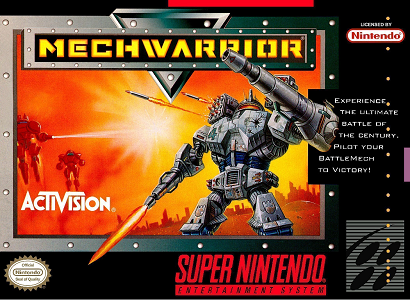 MECHWARRIOR
LICENSED BY
Nintendo
EXPERIENCE
THE ULTIMATE
BATTLE OF
THE CENTURY.
PILOT YOUR
BATTLEMECH
TO VICTORY!
ACTIVISION
Official
Nintendo
Seal of Quality
SUPER NINTENDO
ENTERTAINMENT SYSTEM